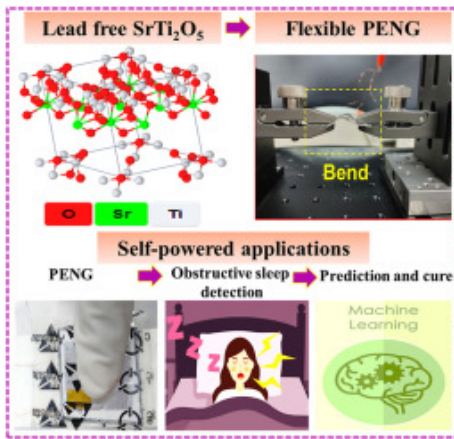 Lead free SrTi₂O₅
Flexible PENG
Bend
O
Sr
Ti
Self-powered applications
PENG
Obstructive sleep
detection
Prediction and cure
Z
Z
Z
Z
Machine
Learning